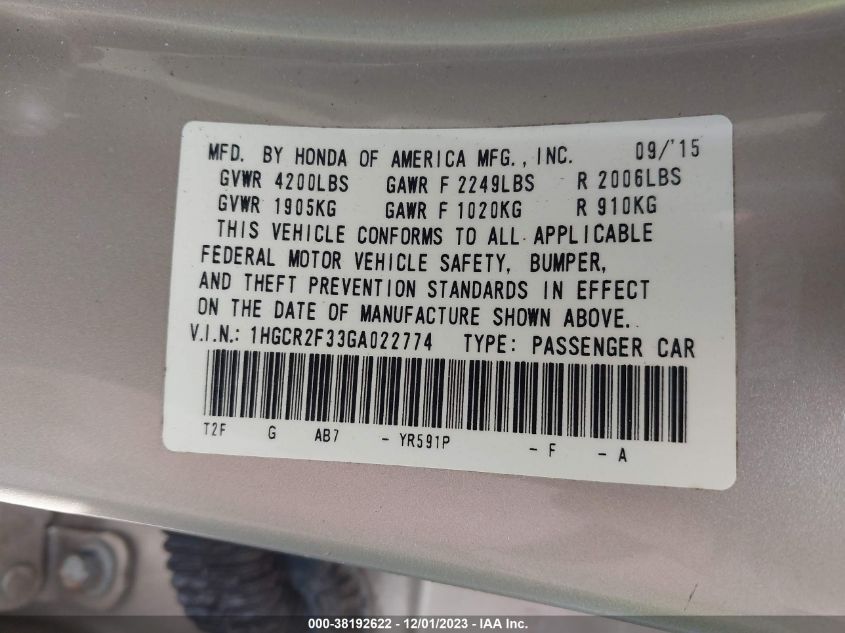 MFD. BY HONDA OF AMERICA MFG., INC. 09/'15
GVWR 4200LBS GAWR F 2249LBS R 2006LBS
GVWR 1905KG GAWR F 1020KG R 910KG
THIS VEHICLE CONFORMS TO ALL APPLICABLE
FEDERAL MOTOR VEHICLE SAFETY, BUMPER,
AND THEFT PREVENTION STANDARDS IN EFFECT
ON THE DATE OF MANUFACTURE SHOWN ABOVE.
V.I.N.: 1HGCR2F33GA022774 TYPE: PASSENGER CAR
T2F G AB7 - YR591P - F - A
000-38192622 - 12/01/2023 - IAA Inc.